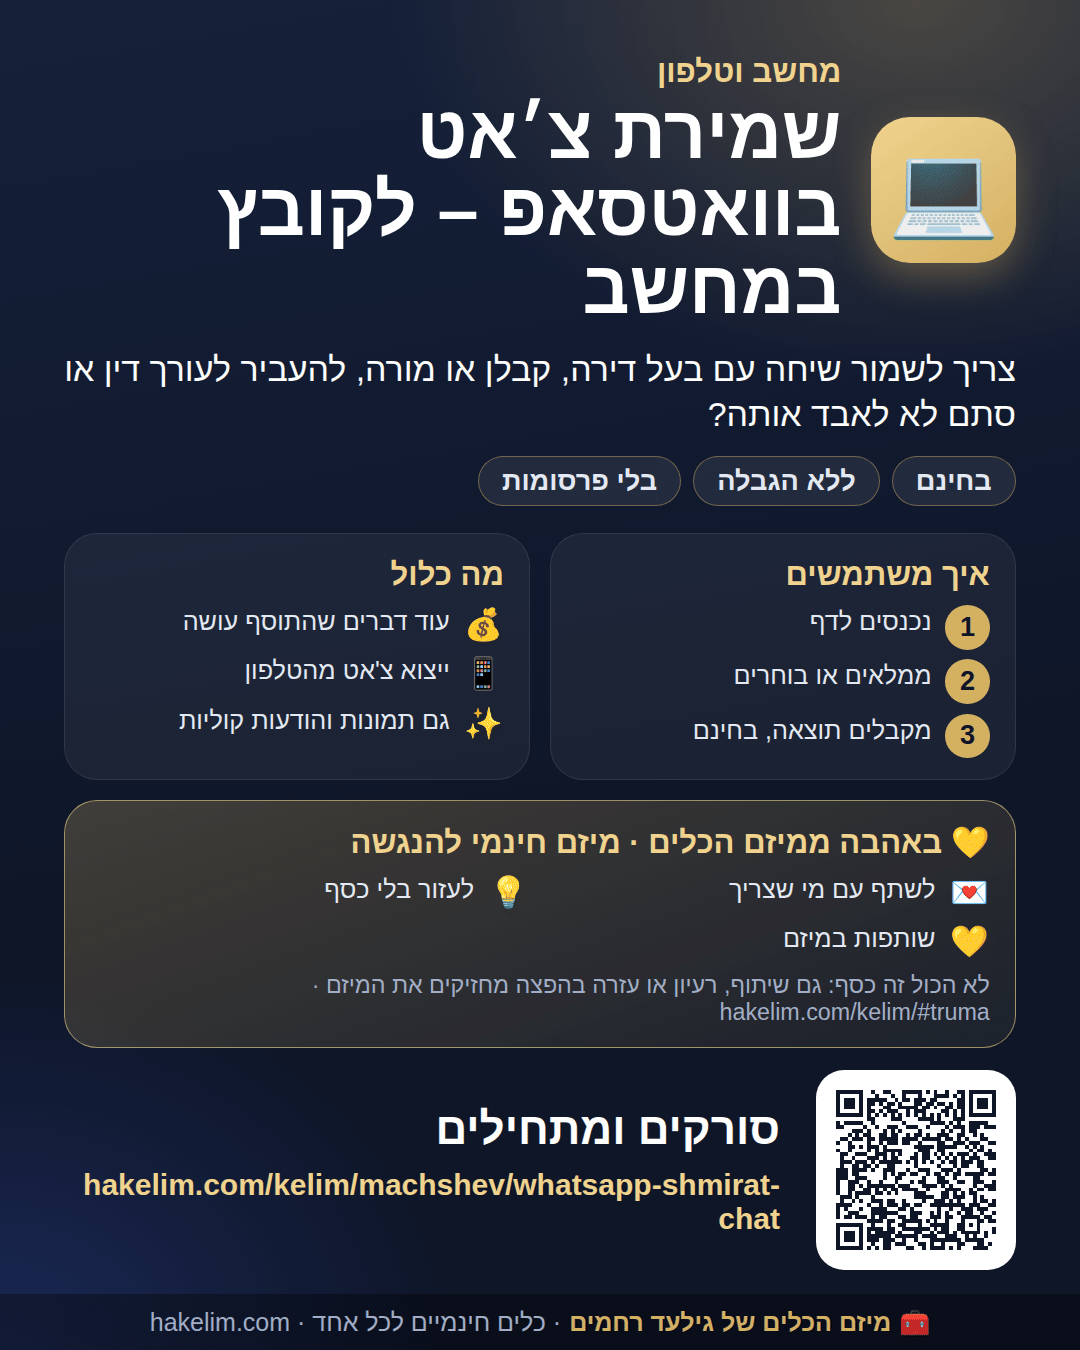 מחשב וטלפון
שמירת צ׳אט
בוואטסאפ – לקובץ
במחשב
צריך לשמור שיחה עם בעל דירה, קבלן או מורה, להעביר לעורך דין או
סתם לא לאבד אותה?
בחינם
ללא הגבלה
בלי פרסומות
איך משתמשים
1 נכנסים לדף
2 ממלאים או בוחרים
3 מקבלים תוצאה, בחינם
מה כלול
עוד דברים שהתוסף עושה
ייצוא צ'אט מהטלפון
גם תמונות והודעות קוליות
באהבה ממיזם הכלים · מיזם חינמי להנגשה
לשתף עם מי שצריך
לעזור בלי כסף
שותפות במיזם
לא הכול זה כסף: גם שיתוף, רעיון או עזרה בהפצה מחזיקים את המיזם ·
hakelim.com/kelim/#truma
סורקים ומתחילים
hakelim.com/kelim/machshev/whatsapp-shmirat-
chat
מיזם הכלים של גילעד רחמים · כלים חינמיים לכל אחד · hakelim.com